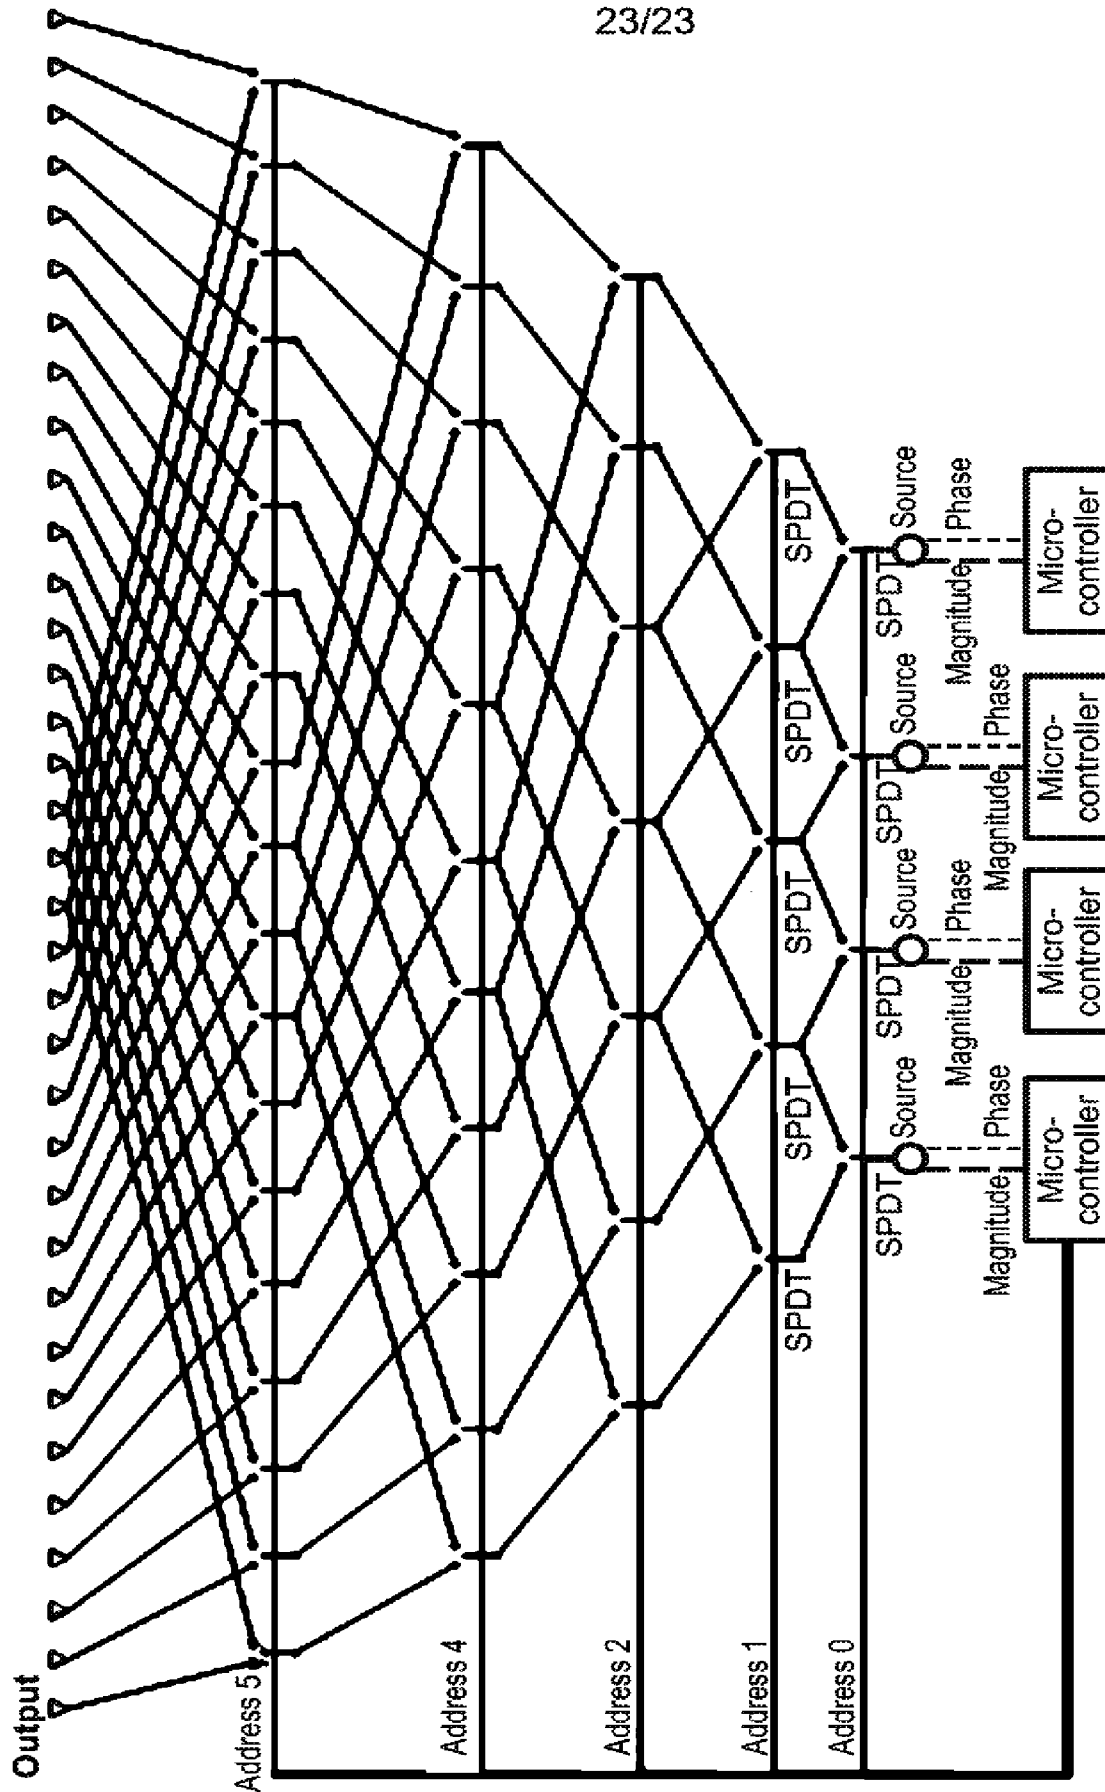 23/23
Output
Address 5
Address 4
Address 2
Address 1
Address 0
SPDT
SPDT
SPDT
SPDT
SPDT
SPDT
SPDT
SPDT
SPDT
Source
Source
Source
Source
Magnitude
Phase
Magnitude
Phase
Magnitude
Phase
Magnitude
Phase
Micro-
controller
Micro-
controller
Micro-
controller
Micro-
controller